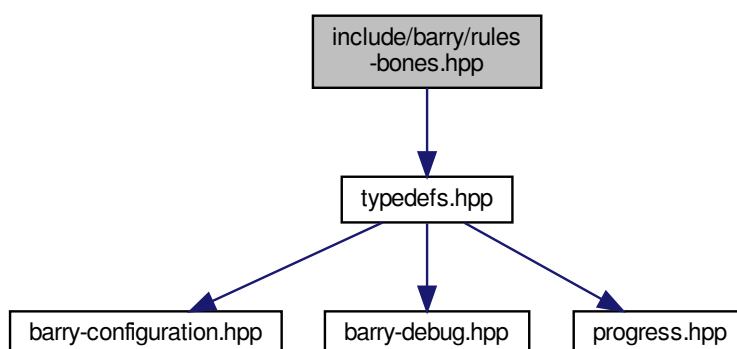 include/barry/rules
-bones.hpp
typedefs.hpp
barry-configuration.hpp
barry-debug.hpp
progress.hpp